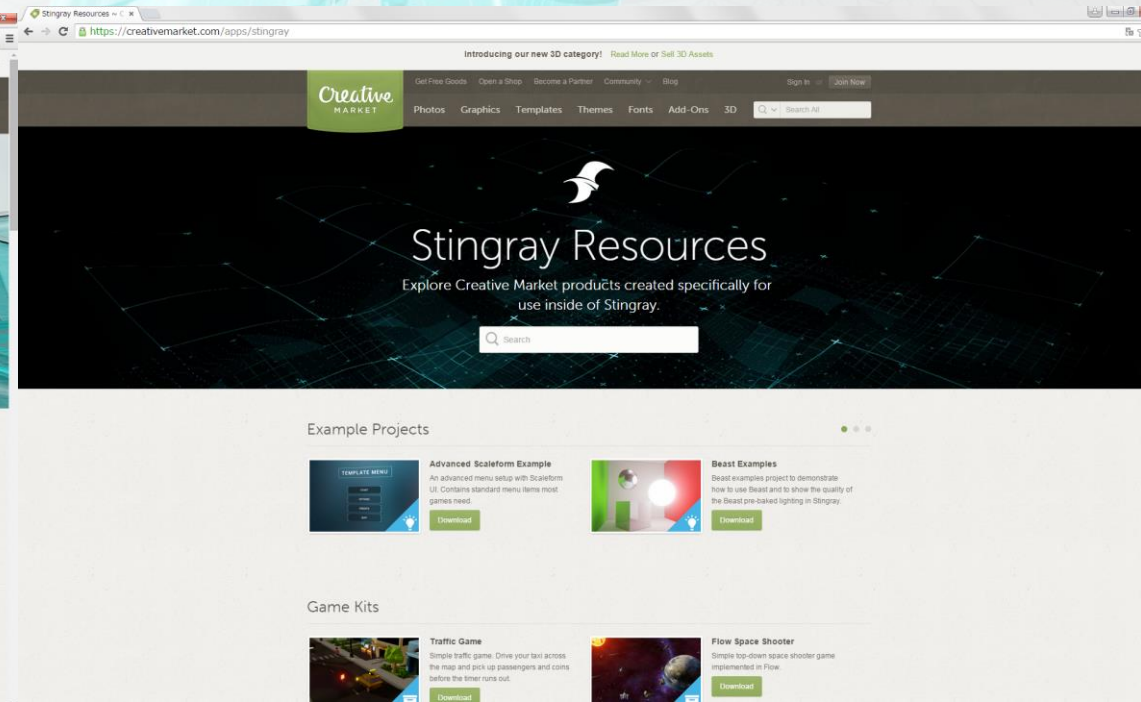 Stingray Resources ~ C
https://creativemarket.com/apps/stingray
Introducing our new 3D category! Read More or Sell 3D Assets
Get Free Goods Open a Shop Become a Partner Community Blog Sign In or Join Now
Creative
MARKET
Photos Graphics Templates Themes Fonts Add-Ons 3D Search All
Stingray Resources
Explore Creative Market products created specifically for
use inside of Stingray.
Search
Example Projects
TEMPLATE MENU
Advanced Scaleform Example
An advanced menu setup with Scaleform
UI. Contains standard menu items most
games need.
Download
Beast Examples
Beast examples project to demonstrate
how to use Beast and to show the quality of
the Beast pre-baked lighting in Stingray.
Download
Game Kits
Traffic Game
Simple traffic game. Drive your taxi across
the map and pick up passengers and coins
before the timer runs out.
Download
Flow Space Shooter
Simple top-down space shooter game
implemented in Flow.
Download